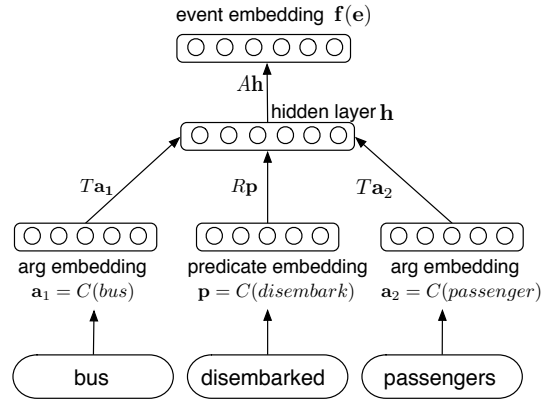 event embedding f(e)
Ah
hidden layer h
Ta₁ Rp Ta₂
arg embedding predicate embedding arg embedding
a₁ = C(bus) p = C(disembark) a₂ = C(passenger)
bus disembarked passengers